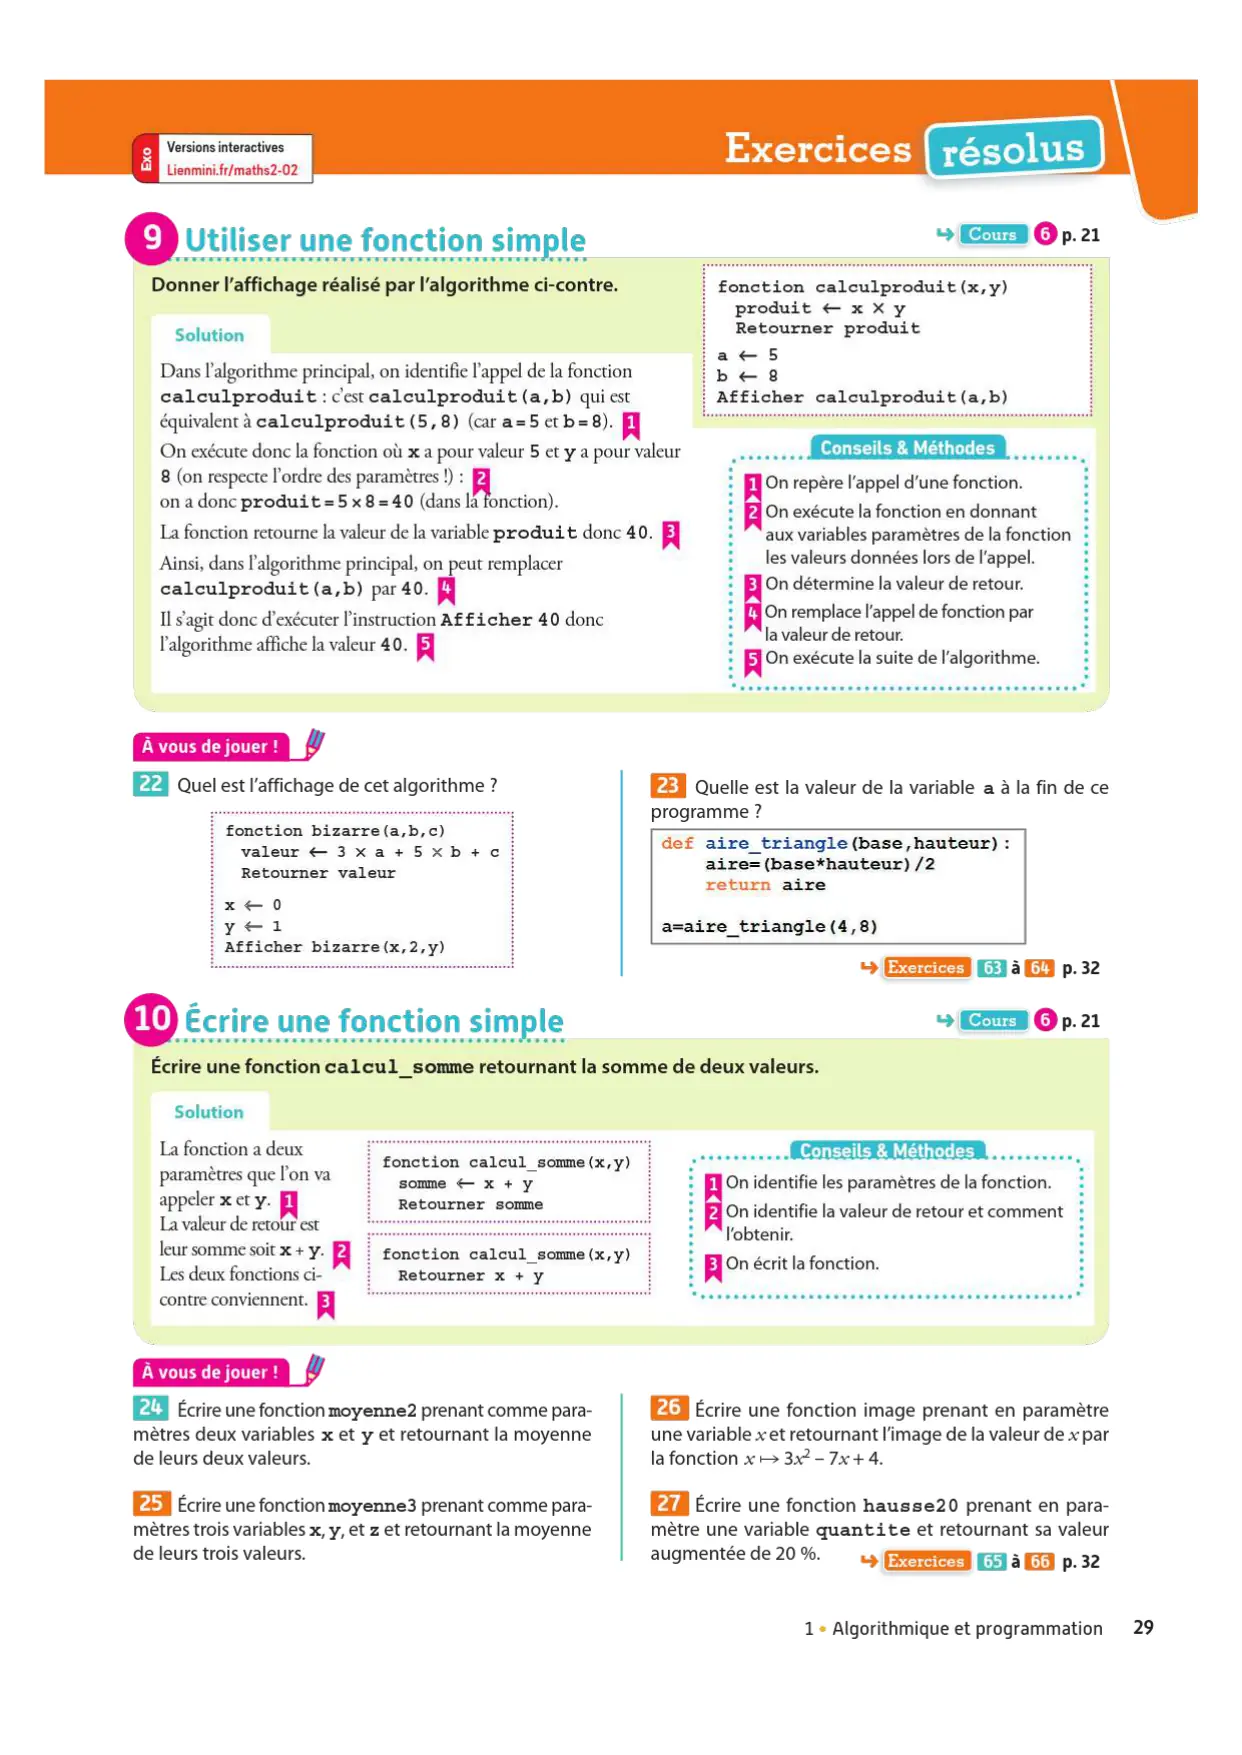 Exo
Versions interactives
Lienmini.fr/maths2-02
Exercices résolus
9 Utiliser une fonction simple
↪ Cours 6 p. 21
Donner l'affichage réalisé par l'algorithme ci-contre.
fonction calculproduit(x,y)
produit ← x × y
Retourner produit
a ← 5
b ← 8
Afficher calculproduit(a,b)
Solution
Dans l'algorithme principal, on identifie l'appel de la fonction
calculproduit : c'est calculproduit(a,b) qui est
équivalent à calculproduit(5,8) (car a=5 et b=8). 1
On exécute donc la fonction où x a pour valeur 5 et y a pour valeur
8 (on respecte l'ordre des paramètres !) : 2
on a donc produit=5×8=40 (dans la fonction).
La fonction retourne la valeur de la variable produit donc 40. 3
Ainsi, dans l'algorithme principal, on peut remplacer
calculproduit(a,b) par 40. 4
Il s'agit donc d'exécuter l'instruction Afficher 40 donc
l'algorithme affiche la valeur 40. 5
Conseils & Méthodes
1 On repère l'appel d'une fonction.
2 On exécute la fonction en donnant
aux variables paramètres de la fonction
les valeurs données lors de l'appel.
3 On détermine la valeur de retour.
4 On remplace l'appel de fonction par
la valeur de retour.
5 On exécute la suite de l'algorithme.
À vous de jouer !
22 Quel est l'affichage de cet algorithme ?
fonction bizarre(a,b,c)
valeur ← 3 × a + 5 × b + c
Retourner valeur
x ← 0
y ← 1
Afficher bizarre(x,2,y)
23 Quelle est la valeur de la variable a à la fin de ce
programme ?
def aire_triangle(base,hauteur):
aire=(base*hauteur)/2
return aire
a=aire_triangle(4,8)
↪ Exercices 63 à 64 p. 32
10 Écrire une fonction simple
↪ Cours 6 p. 21
Écrire une fonction calcul_somme retournant la somme de deux valeurs.
Solution
La fonction a deux
paramètres que l'on va
appeler x et y. 1
La valeur de retour est
leur somme soit x + y. 2
Les deux fonctions ci-
contre conviennent. 3
fonction calcul_somme(x,y)
somme ← x + y
Retourner somme
fonction calcul_somme(x,y)
Retourner x + y
Conseils & Méthodes
1 On identifie les paramètres de la fonction.
2 On identifie la valeur de retour et comment
l'obtenir.
3 On écrit la fonction.
À vous de jouer !
24 Écrire une fonction moyenne2 prenant comme para-
mètres deux variables x et y et retournant la moyenne
de leurs deux valeurs.
25 Écrire une fonction moyenne3 prenant comme para-
mètres trois variables x, y, et z et retournant la moyenne
de leurs trois valeurs.
26 Écrire une fonction image prenant en paramètre
une variable x et retournant l'image de la valeur de x par
la fonction x ↦ 3x² – 7x + 4.
27 Écrire une fonction hausse20 prenant en para-
mètre une variable quantite et retournant sa valeur
augmentée de 20 %.
↪ Exercices 65 à 66 p. 32
1 • Algorithmique et programmation 29